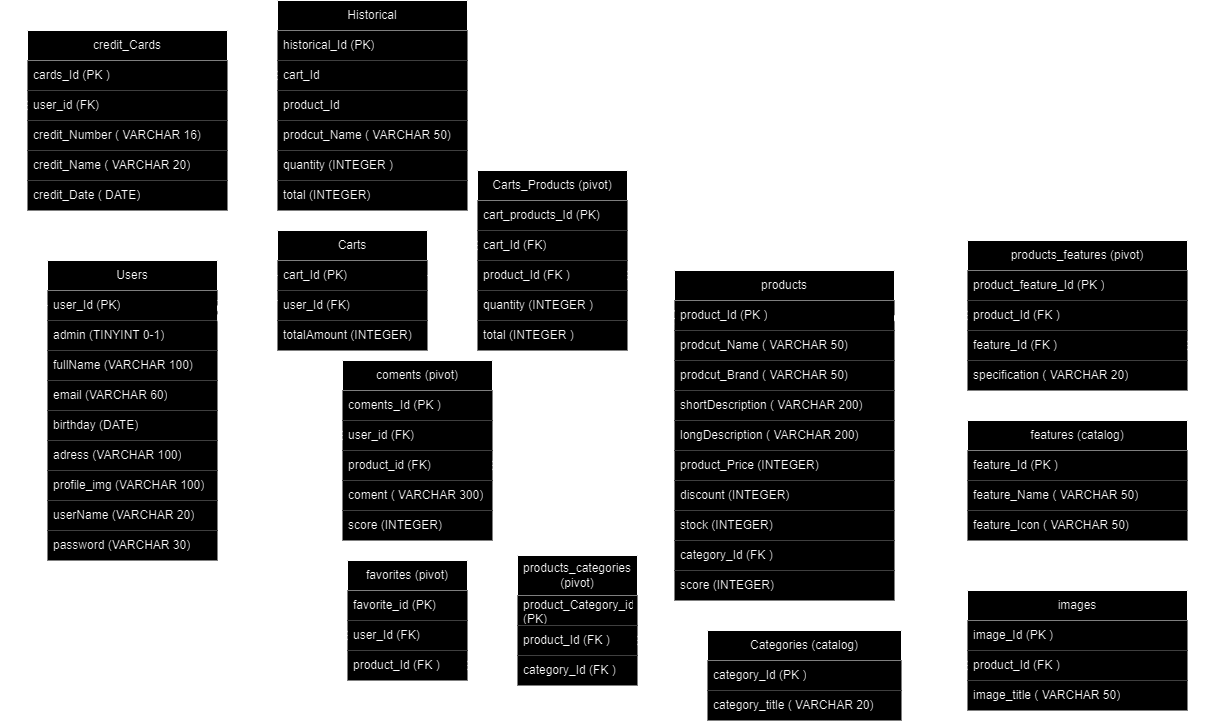 credit_Cards
cards_Id (PK )
user_id (FK)
credit_Number ( VARCHAR 16)
credit_Name ( VARCHAR 20)
credit_Date ( DATE)
Historical
historical_Id (PK)
cart_Id
product_Id
prodcut_Name ( VARCHAR 50)
quantity (INTEGER )
total (INTEGER)
Carts_Products (pivot)
cart_products_Id (PK)
cart_Id (FK)
product_Id (FK )
quantity (INTEGER )
total (INTEGER )
Carts
cart_Id (PK)
user_Id (FK)
totalAmount (INTEGER)
Users
user_Id (PK)
admin (TINYINT 0-1)
fullName (VARCHAR 100)
email (VARCHAR 60)
birthday (DATE)
adress (VARCHAR 100)
profile_img (VARCHAR 100)
userName (VARCHAR 20)
password (VARCHAR 30)
coments (pivot)
coments_Id (PK )
user_id (FK)
product_id (FK)
coment ( VARCHAR 300)
score (INTEGER)
favorites (pivot)
favorite_id (PK)
user_Id (FK)
product_Id (FK )
products_categories
(pivot)
product_Category_id
(PK)
product_Id (FK )
category_Id (FK )
products
product_Id (PK )
prodcut_Name ( VARCHAR 50)
prodcut_Brand ( VARCHAR 50)
shortDescription ( VARCHAR 200)
longDescription ( VARCHAR 200)
product_Price (INTEGER)
discount (INTEGER)
stock (INTEGER)
category_Id (FK )
score (INTEGER)
Categories (catalog)
category_Id (PK )
category_title ( VARCHAR 20)
products_features (pivot)
product_feature_Id (PK )
product_Id (FK )
feature_Id (FK )
specification ( VARCHAR 20)
features (catalog)
feature_Id (PK )
feature_Name ( VARCHAR 50)
feature_Icon ( VARCHAR 50)
images
image_Id (PK )
product_Id (FK )
image_title ( VARCHAR 50)